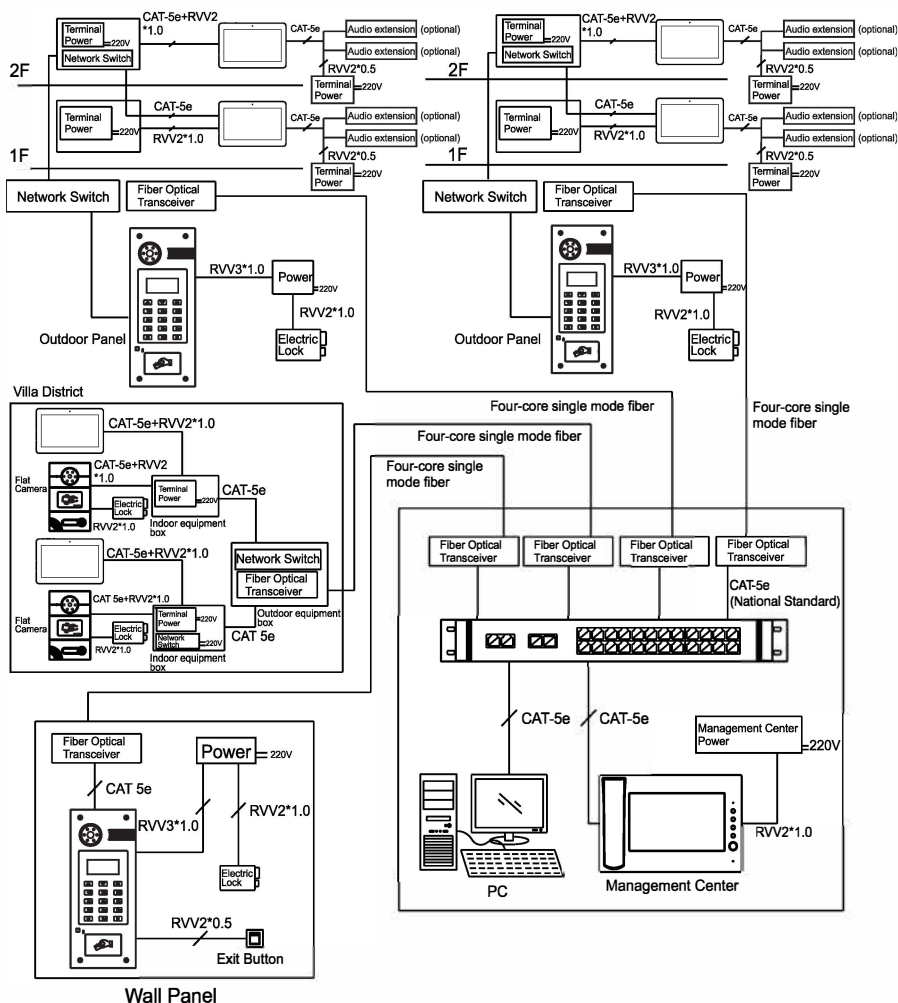 CAT-5e+RVV2
*1.0
Terminal
Power
220V
Network Switch
CAT-5e
Audio extension (optional)
Audio extension (optional)
RVV2*0.5
2F
Terminal
Power
220V
Terminal
Power
220V
CAT-5e
RVV2*1.0
CAT-5e
Audio extension (optional)
Audio extension (optional)
RVV2*0.5
1F
Terminal
Power
220V
Network Switch
Fiber Optical
Transceiver
RVV3*1.0
Power
220V
RVV2*1.0
Outdoor Panel
Electric
Lock
CAT-5e+RVV2
*1.0
Terminal
Power
220V
Network Switch
CAT-5e
Audio extension (optional)
Audio extension (optional)
RVV2*0.5
2F
Terminal
Power
220V
Terminal
Power
220V
CAT-5e
RVV2*1.0
CAT-5e
Audio extension (optional)
Audio extension (optional)
RVV2*0.5
1F
Terminal
Power
220V
Network Switch
Fiber Optical
Transceiver
RVV3*1.0
Power
220V
RVV2*1.0
Outdoor Panel
Electric
Lock
Villa District
CAT-5e+RVV2*1.0
CAT-5e+RVV2
*1.0
Flat
Camera
Terminal
Power
220V
CAT-5e
Electric
Lock
RVV2*1.0
Indoor equipment
box
CAT-5e+RVV2*1.0
Network Switch
Fiber Optical
Transceiver
CAT 5e+RVV2*1.0
Flat
Camera
Terminal
Power
220V
Outdoor equipment
box
Electric
Lock
Network
Switch
220V
CAT 5e
RVV2*1.0
Indoor equipment
box
Four-core single mode fiber
Four-core single
mode fiber
Four-core single mode fiber
Four-core single
mode fiber
Fiber Optical
Transceiver
Fiber Optical
Transceiver
Fiber Optical
Transceiver
Fiber Optical
Transceiver
CAT-5e
(National Standard)
CAT-5e
CAT-5e
Management Center
Power
220V
RVV2*1.0
PC
Management Center
Fiber Optical
Transceiver
Power
220V
CAT 5e
RVV3*1.0
RVV2*1.0
Electric
Lock
RVV2*0.5
Exit Button
Wall Panel